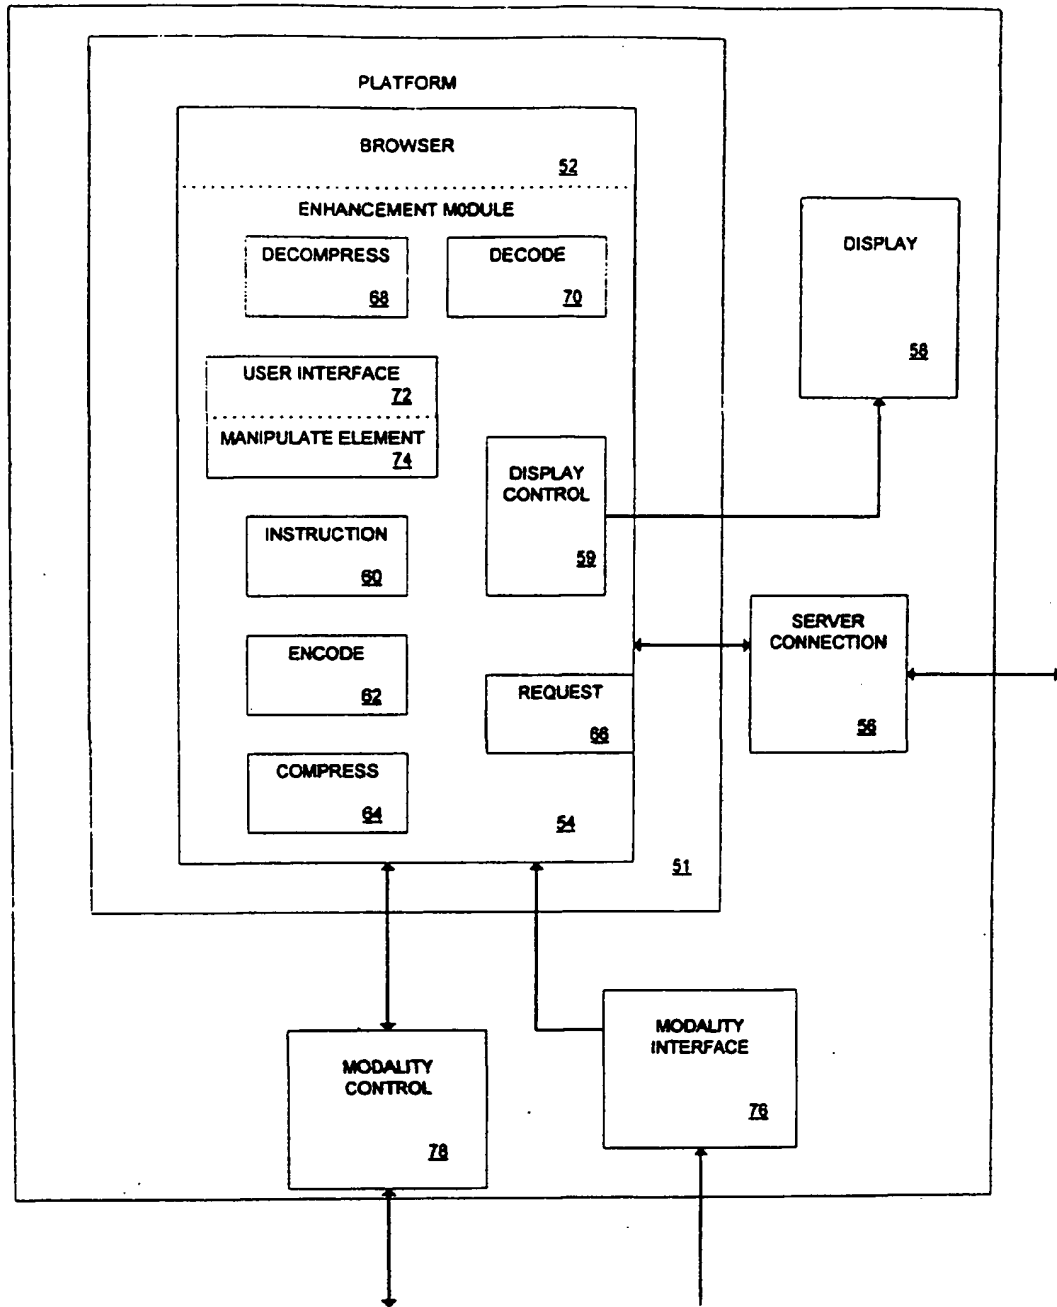 PLATFORM
BROWSER
52
ENHANCEMENT MODULE
DECOMPRESS
68
DECODE
70
DISPLAY
58
USER INTERFACE
72
MANIPULATE ELEMENT
74
DISPLAY
CONTROL
59
INSTRUCTION
60
SERVER
CONNECTION
56
ENCODE
62
REQUEST
66
COMPRESS
64
54
51
MODALITY
CONTROL
78
MODALITY
INTERFACE
76